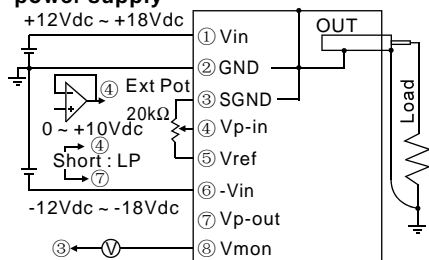 power supply
+12Vdc ~ +18Vdc
OUT
① Vin
② GND
④ Ext Pot
③ SGND
20kΩ
Load
④ Vp-in
0 ~ +10Vdc
④
Short : LP
⑤ Vref
⑦
⑥ -Vin
-12Vdc ~ -18Vdc
⑦ Vp-out
③ V
⑧ Vmon